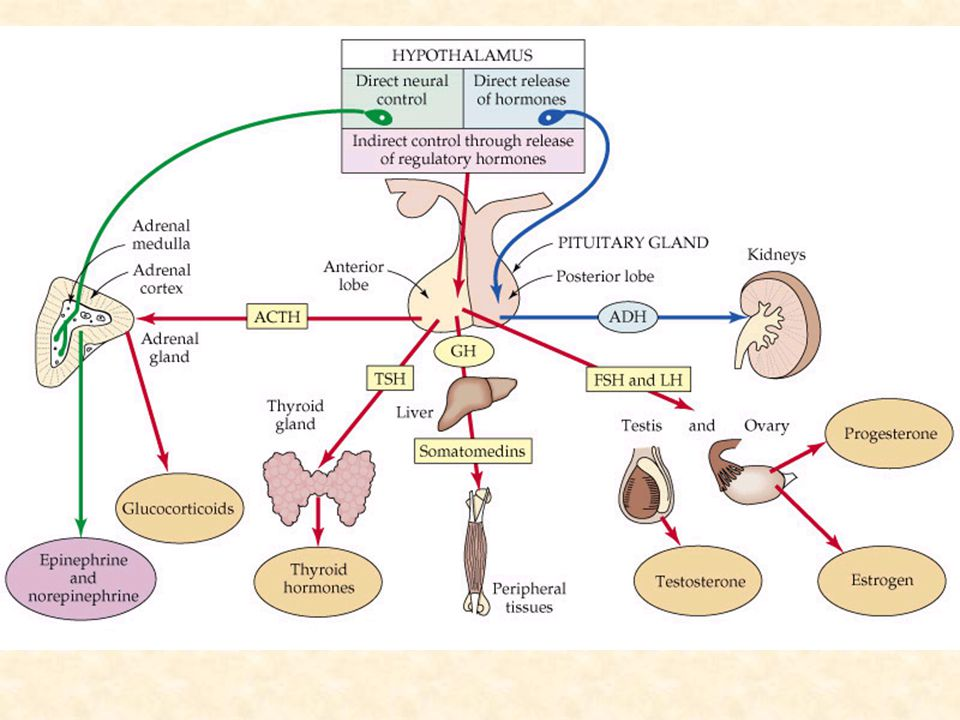 HYPOTHALAMUS
Direct neural
control
Direct release
of hormones
Indirect control through release
of regulatory hormones
Adrenal
medulla
Adrenal
cortex
Anterior
lobe
PITUITARY GLAND
Posterior lobe
Kidneys
ACTH
ADH
Adrenal
gland
GH
TSH
FSH and LH
Thyroid
gland
Liver
Testis and Ovary
Progesterone
Somatomedins
Glucocorticoids
Epinephrine
and
norepinephrine
Thyroid
hormones
Peripheral
tissues
Testosterone
Estrogen